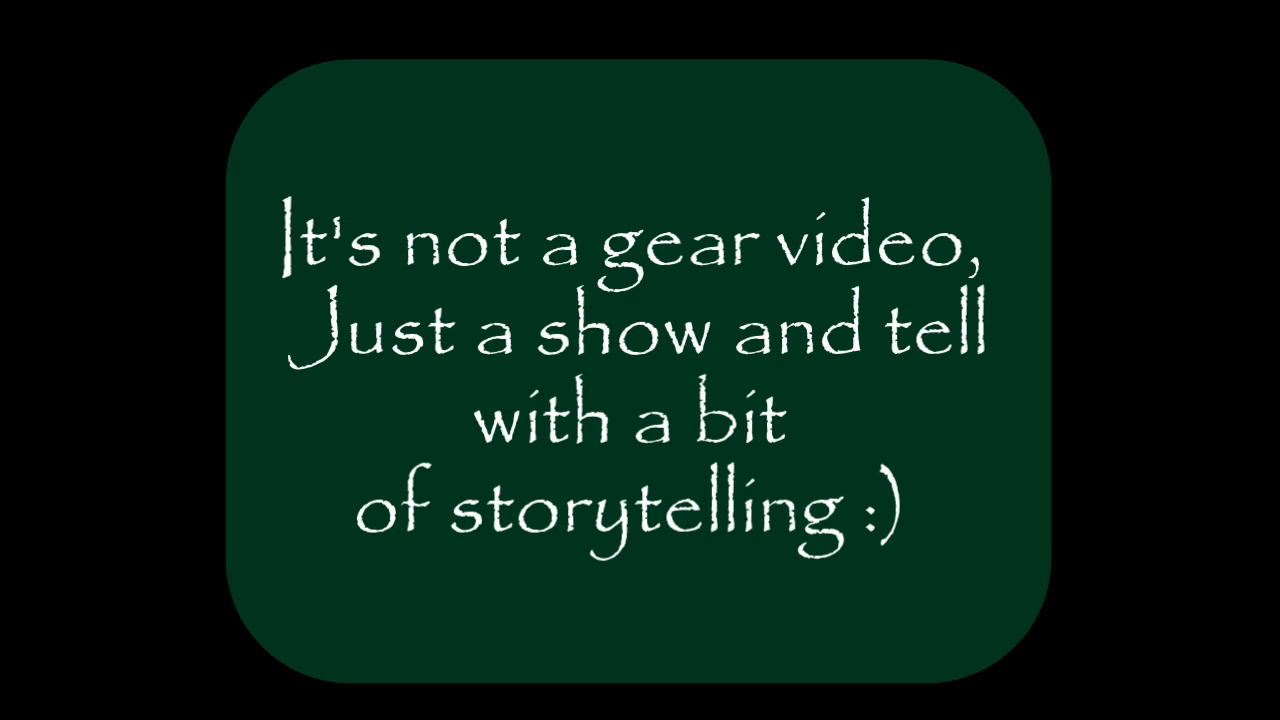 It's not a gear video,
Just a show and tell
with a bit
of storytelling :)